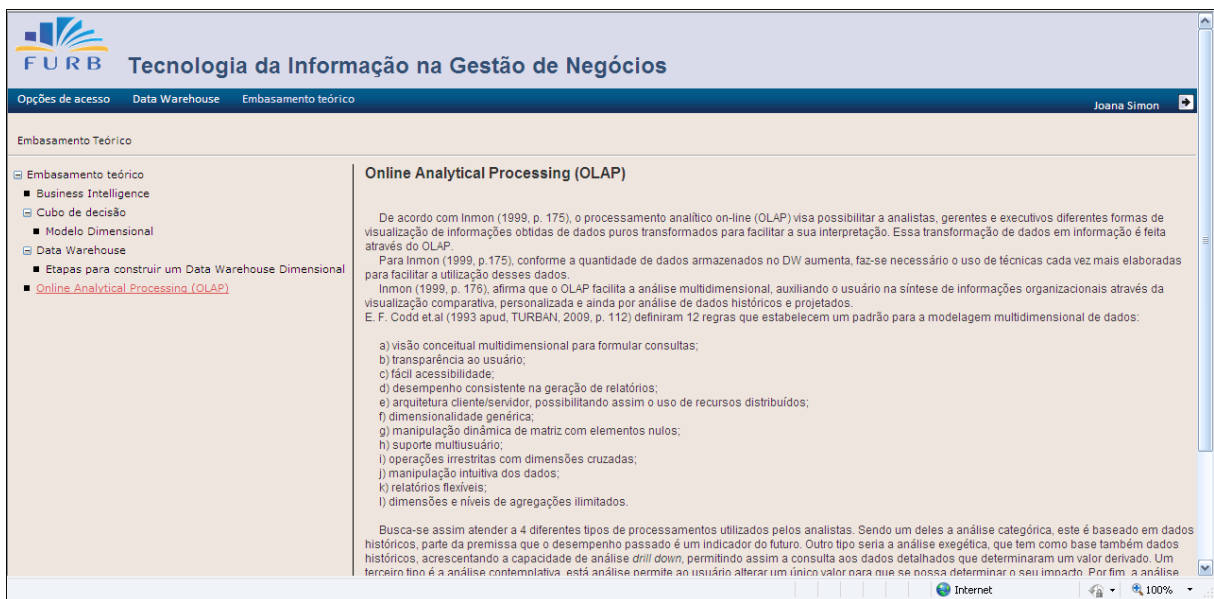 FURB
Tecnologia da Informação na Gestão de Negócios
Opções de acesso Data Warehouse Embasamento teórico
Joana Simon
Embasamento Teórico
Embasamento teórico
Business Intelligence
Cubo de decisão
Modelo Dimensional
Data Warehouse
Etapas para construir um Data Warehouse Dimensional
Online Analytical Processing (OLAP)
Online Analytical Processing (OLAP)
De acordo com Inmon (1999, p. 175), o processamento analítico on-line (OLAP) visa possibilitar a analistas, gerentes e executivos diferentes formas de
visualização de informações obtidas de dados puros transformados para facilitar a sua interpretação. Essa transformação de dados em informação é feita
através do OLAP.
Para Inmon (1999, p.175), conforme a quantidade de dados armazenados no DW aumenta, faz-se necessário o uso de técnicas cada vez mais elaboradas
para facilitar a utilização desses dados.
Inmon (1999, p. 176), afirma que o OLAP facilita a análise multidimensional, auxiliando o usuário na síntese de informações organizacionais através da
visualização comparativa, personalizada e ainda por análise de dados históricos e projetados.
E. F. Codd et.al (1993 apud, TURBAN, 2009, p. 112) definiram 12 regras que estabelecem um padrão para a modelagem multidimensional de dados:
a) visão conceitual multidimensional para formular consultas;
b) transparência ao usuário;
c) fácil acessibilidade;
d) desempenho consistente na geração de relatórios;
e) arquitetura cliente/servidor, possibilitando assim o uso de recursos distribuídos;
f) dimensionalidade genérica;
g) manipulação dinâmica de matriz com elementos nulos;
h) suporte multiusuário;
i) operações irrestritas com dimensões cruzadas;
j) manipulação intuitiva dos dados;
k) relatórios flexíveis;
l) dimensões e níveis de agregações ilimitados.
Busca-se assim atender a 4 diferentes tipos de processamentos utilizados pelos analistas. Sendo um deles a análise categórica, este é baseado em dados
históricos, parte da premissa que o desempenho passado é um indicador do futuro. Outro tipo seria a análise exegética, que tem como base também dados
históricos, acrescentando a capacidade de análise drill down, permitindo assim a consulta aos dados detalhados que determinaram um valor derivado. Um
terceiro tipo é a análise contemplativa, está análise permite ao usuário alterar um único valor para que se possa determinar o seu impacto. Por fim, a análise
Internet
100%